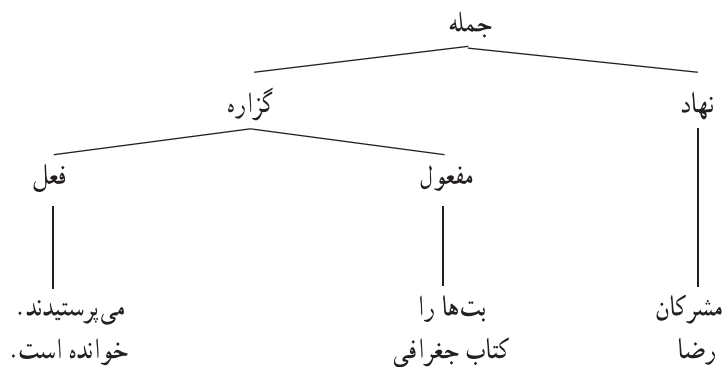 جمله
نهاد گزاره
مفعول فعل
مشرکان بت‌ها را می‌پرستیدند.
رضا کتاب جغرافی خوانده است.